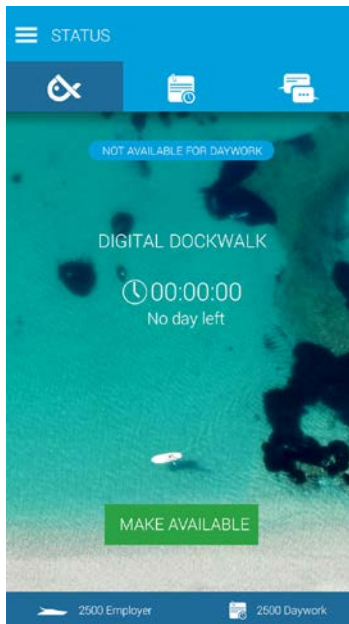 STATUS
NOT AVAILABLE FOR DAYWORK
DIGITAL DOCKWALK
00:00:00
No day left
MAKE AVAILABLE
2500 Employer
2500 Daywork